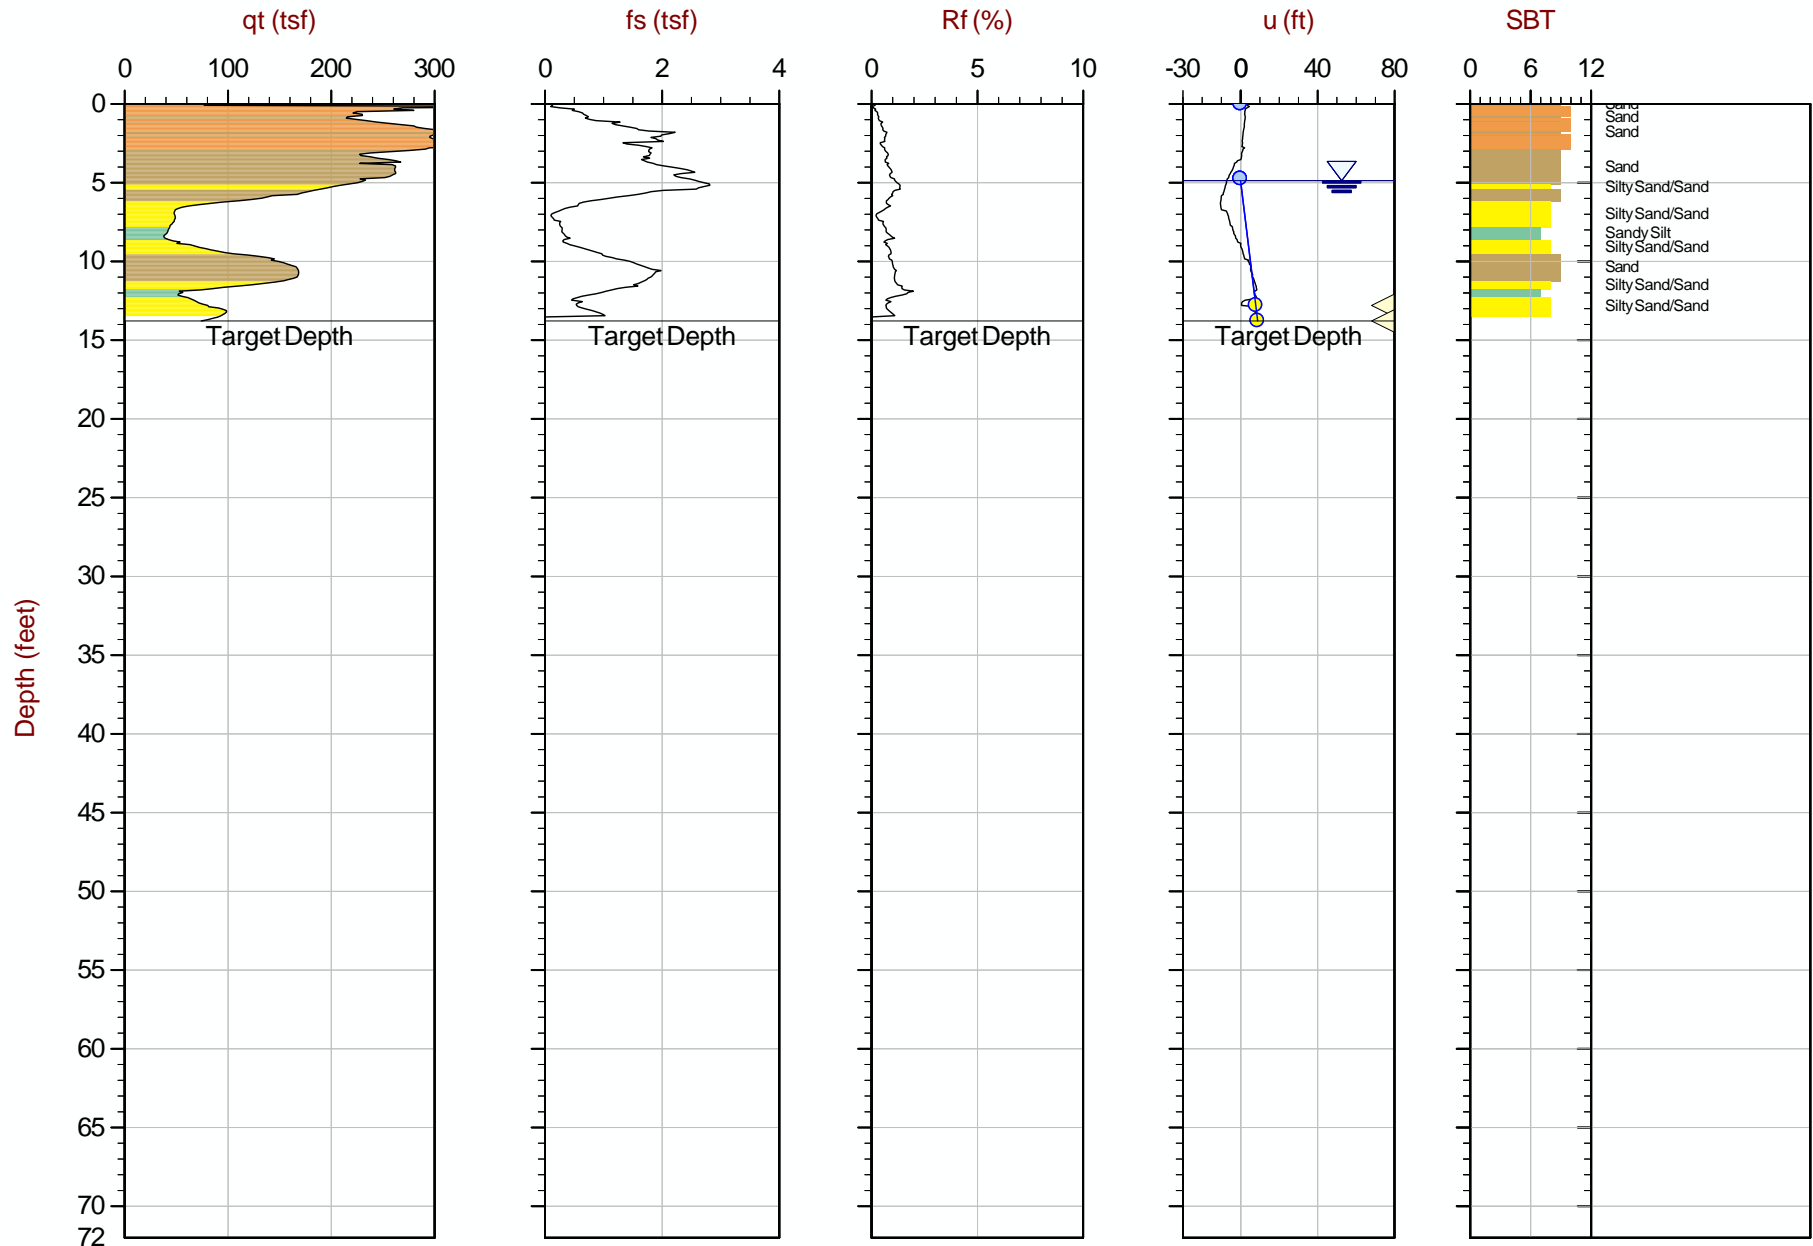 qt (tsf) fs (tsf) Rf (%) u (ft) SBT
0 100 200 300 0 2 4 0 5 10 -30 0 40 80 0 6 12
0
Sand
Sand
Sand
Sand
5
Silty Sand/Sand
Silty Sand/Sand
Sandy Silt
Silty Sand/Sand
10
Sand
Silty Sand/Sand
Silty Sand/Sand
Target Depth Target Depth Target Depth Target Depth
15
20
25
30
35
40
45
50
55
60
65
70
72
Depth (feet)